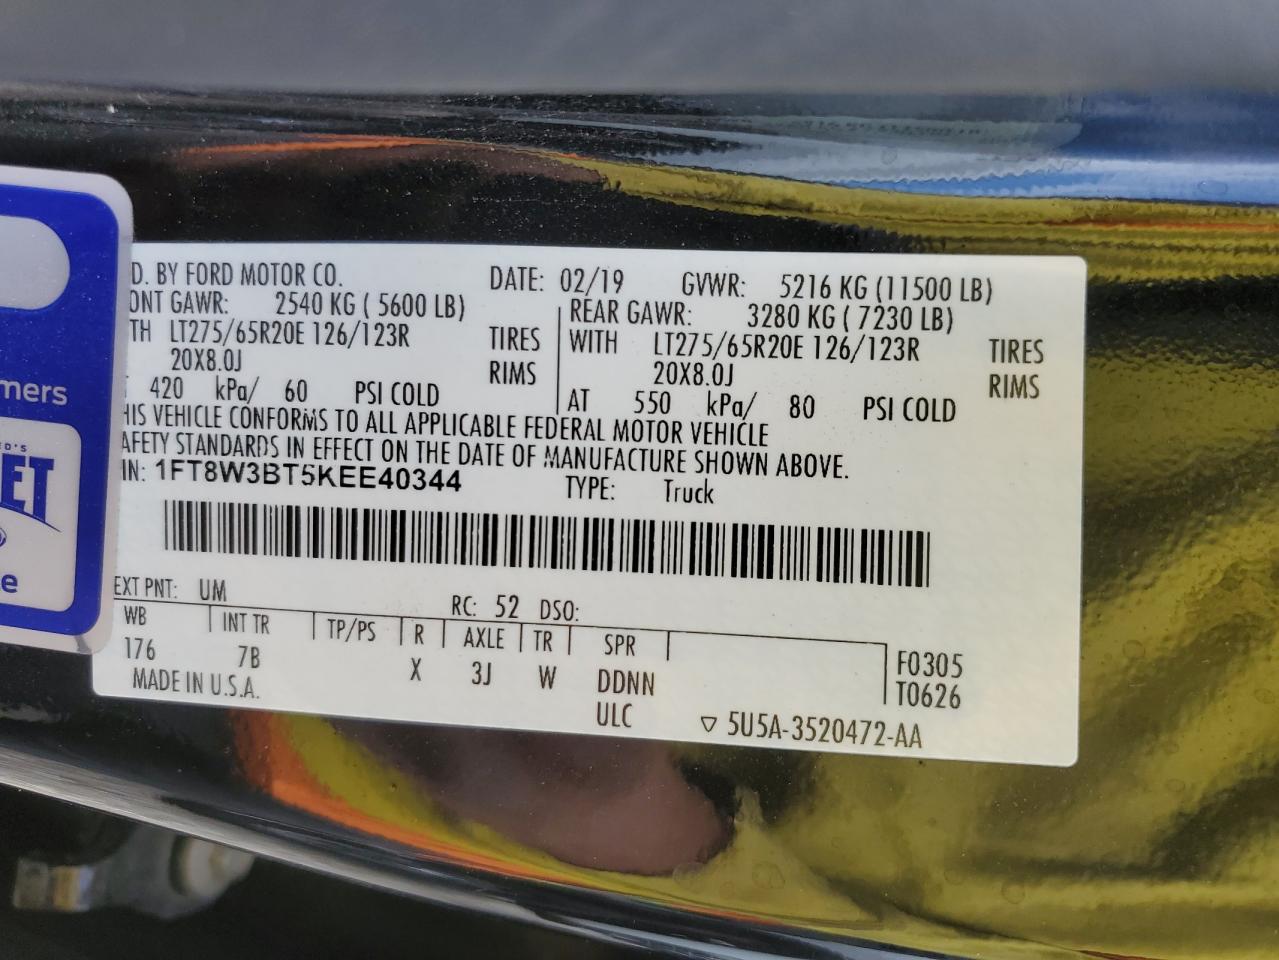 D. BY FORD MOTOR CO. DATE: 02/19 GVWR: 5216 KG (11500 LB)
ONT GAWR: 2540 KG ( 5600 LB) REAR GAWR: 3280 KG ( 7230 LB)
TH LT275/65R20E 126/123R TIRES WITH LT275/65R20E 126/123R TIRES
20X8.0J RIMS 20X8.0J RIMS
420 kPa/ 60 PSI COLD AT 550 kPa/ 80 PSI COLD
HIS VEHICLE CONFORMS TO ALL APPLICABLE FEDERAL MOTOR VEHICLE
AFETY STANDARDS IN EFFECT ON THE DATE OF MANUFACTURE SHOWN ABOVE.
IN: 1FT8W3BT5KEE40344 TYPE: Truck
EXT PNT: UM RC: 52 DSO:
WB INT TR TP/PS R AXLE TR SPR
176 7B X 3J W DDNN F0305
T0626
MADE IN U.S.A. ULC 5U5A-3520472-AA
mers
D'S
ET
e